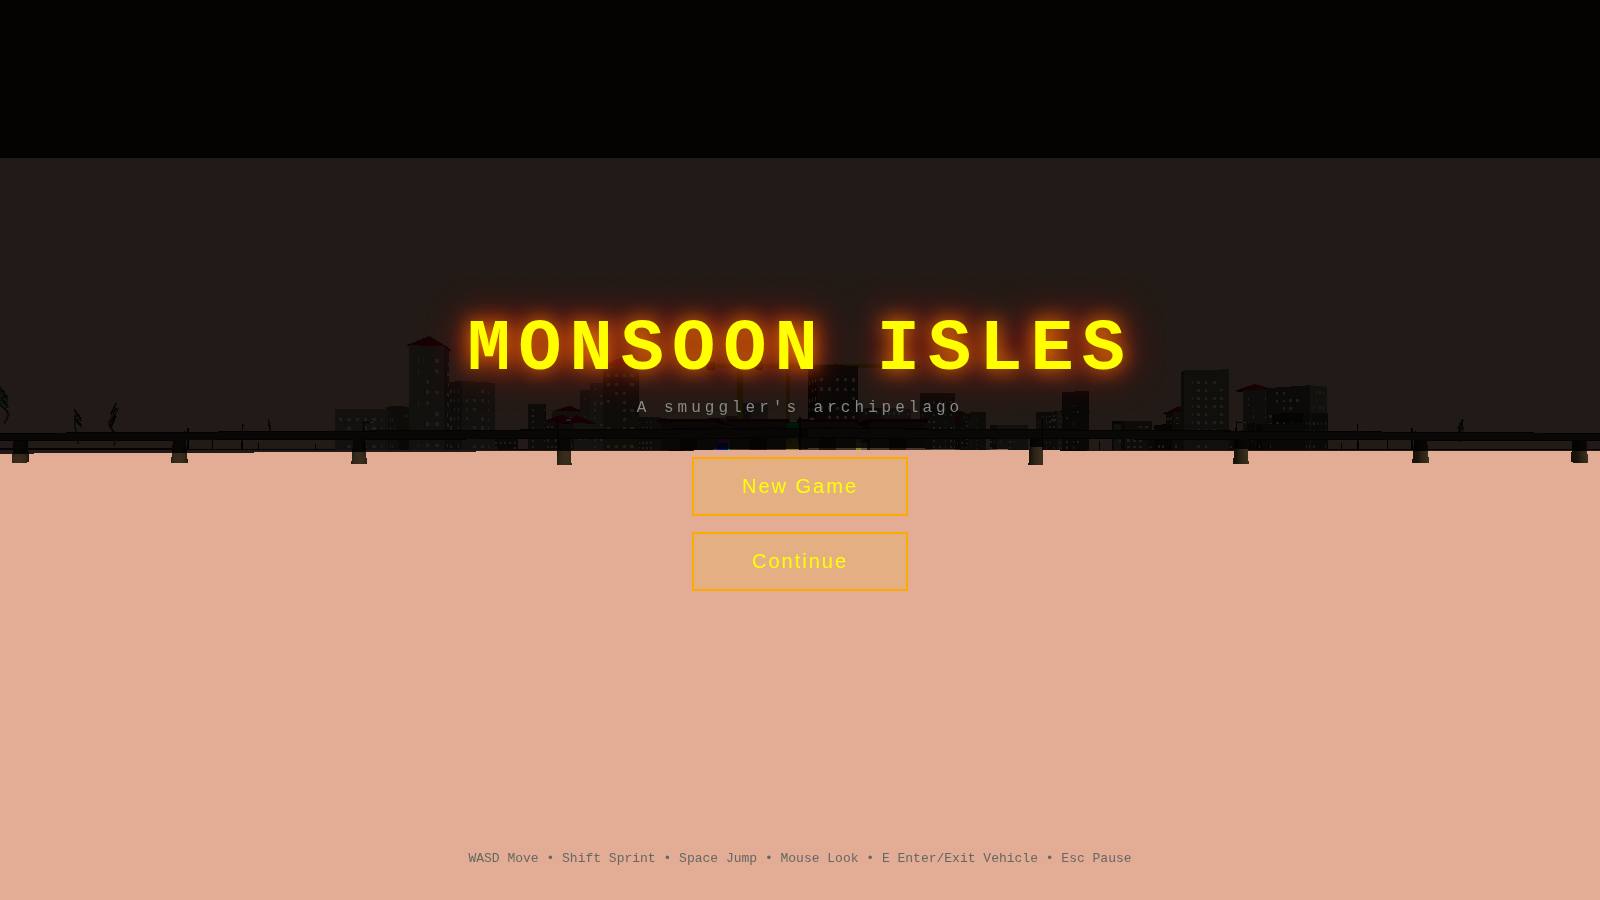 MONSOON ISLES
A smuggler's archipelago
New Game
Continue
WASD Move • Shift Sprint • Space Jump • Mouse Look • E Enter/Exit Vehicle • Esc Pause